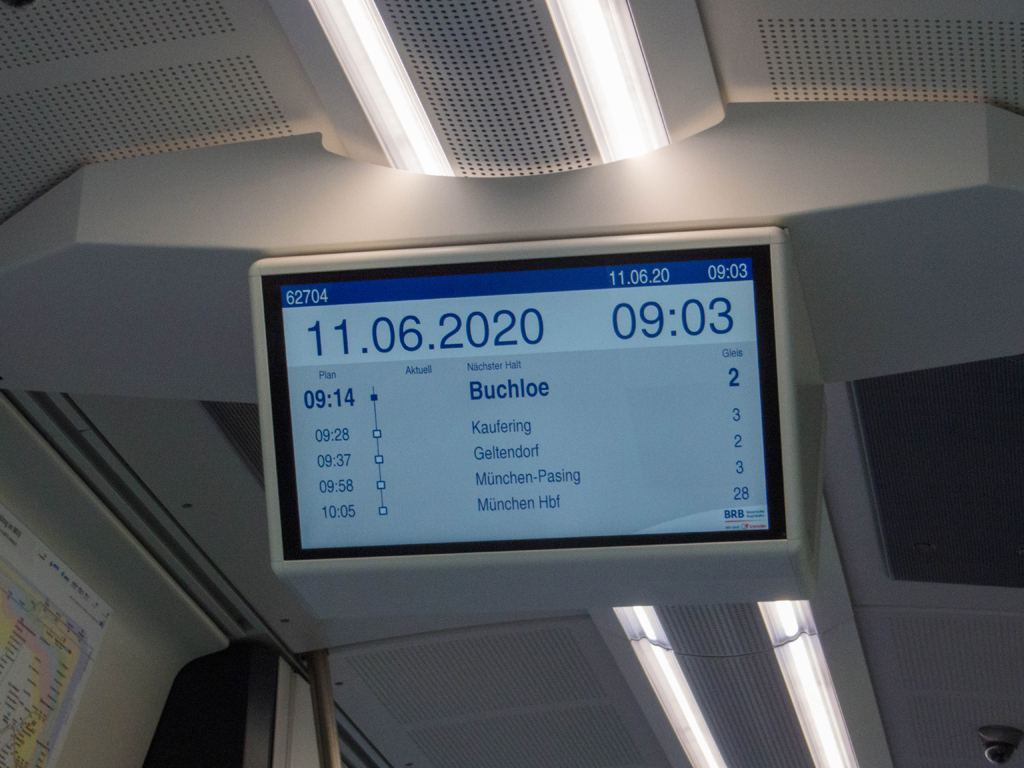 62704 11.06.20 09:03
11.06.2020 09:03
Plan Aktuell Nächster Halt Gleis
09:14 Buchloe 2
09:28 Kaufering 3
09:37 Geltendorf 2
09:58 München-Pasing 3
10:05 München Hbf 28
BRB